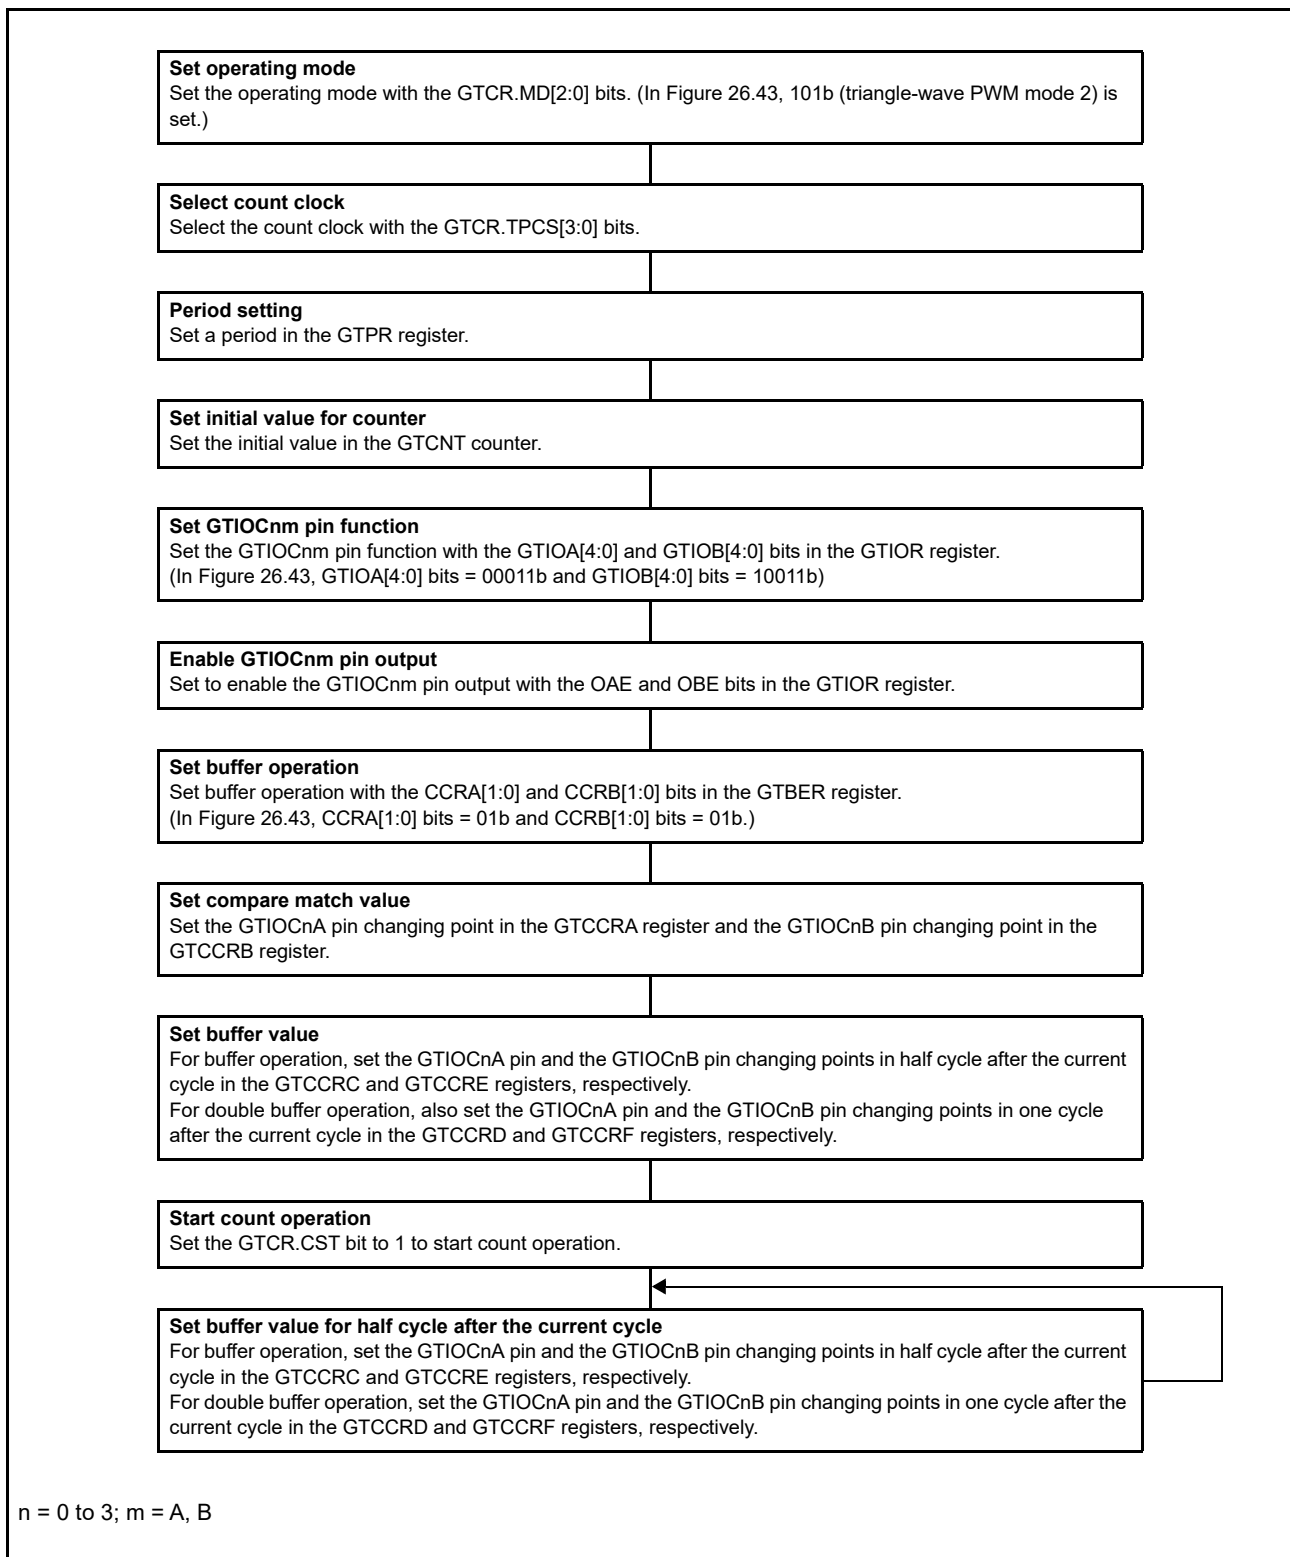 Set operating mode
Set the operating mode with the GTCR.MD[2:0] bits. (In Figure 26.43, 101b (triangle-wave PWM mode 2) is
set.)
Select count clock
Select the count clock with the GTCR.TPCS[3:0] bits.
Period setting
Set a period in the GTPR register.
Set initial value for counter
Set the initial value in the GTCNT counter.
Set GTIOCnm pin function
Set the GTIOCnm pin function with the GTIOA[4:0] and GTIOB[4:0] bits in the GTIOR register.
(In Figure 26.43, GTIOA[4:0] bits = 00011b and GTIOB[4:0] bits = 10011b)
Enable GTIOCnm pin output
Set to enable the GTIOCnm pin output with the OAE and OBE bits in the GTIOR register.
Set buffer operation
Set buffer operation with the CCRA[1:0] and CCRB[1:0] bits in the GTBER register.
(In Figure 26.43, CCRA[1:0] bits = 01b and CCRB[1:0] bits = 01b.)
Set compare match value
Set the GTIOCnA pin changing point in the GTCCRA register and the GTIOCnB pin changing point in the
GTCCRB register.
Set buffer value
For buffer operation, set the GTIOCnA pin and the GTIOCnB pin changing points in half cycle after the current
cycle in the GTCCRC and GTCCRE registers, respectively.
For double buffer operation, also set the GTIOCnA pin and the GTIOCnB pin changing points in one cycle
after the current cycle in the GTCCRD and GTCCRF registers, respectively.
Start count operation
Set the GTCR.CST bit to 1 to start count operation.
Set buffer value for half cycle after the current cycle
For buffer operation, set the GTIOCnA pin and the GTIOCnB pin changing points in half cycle after the current
cycle in the GTCCRC and GTCCRE registers, respectively.
For double buffer operation, set the GTIOCnA pin and the GTIOCnB pin changing points in one cycle after the
current cycle in the GTCCRD and GTCCRF registers, respectively.
n = 0 to 3; m = A, B